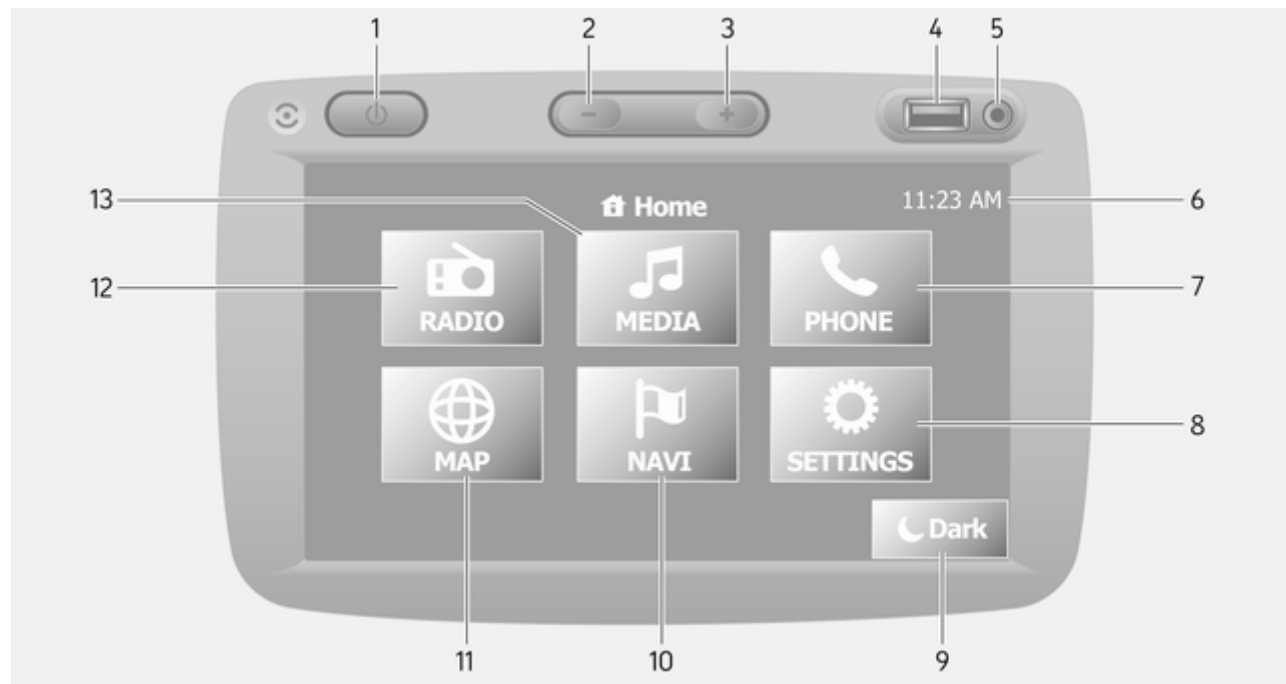 1 2 3 4 5
- +
13 Home 11:23 AM 6
12 RADIO MEDIA PHONE 7
MAP NAVI SETTINGS 8
Dark
11 10 9